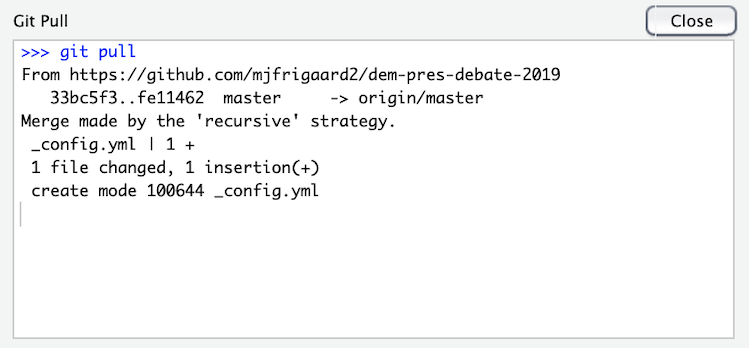 Git Pull
Close
>>> git pull
From https://github.com/mjfrigaard2/dem-pres-debate-2019
   33bc5f3..fe11462  master     -> origin/master
Merge made by the 'recursive' strategy.
 _config.yml | 1 +
 1 file changed, 1 insertion(+)
 create mode 100644 _config.yml